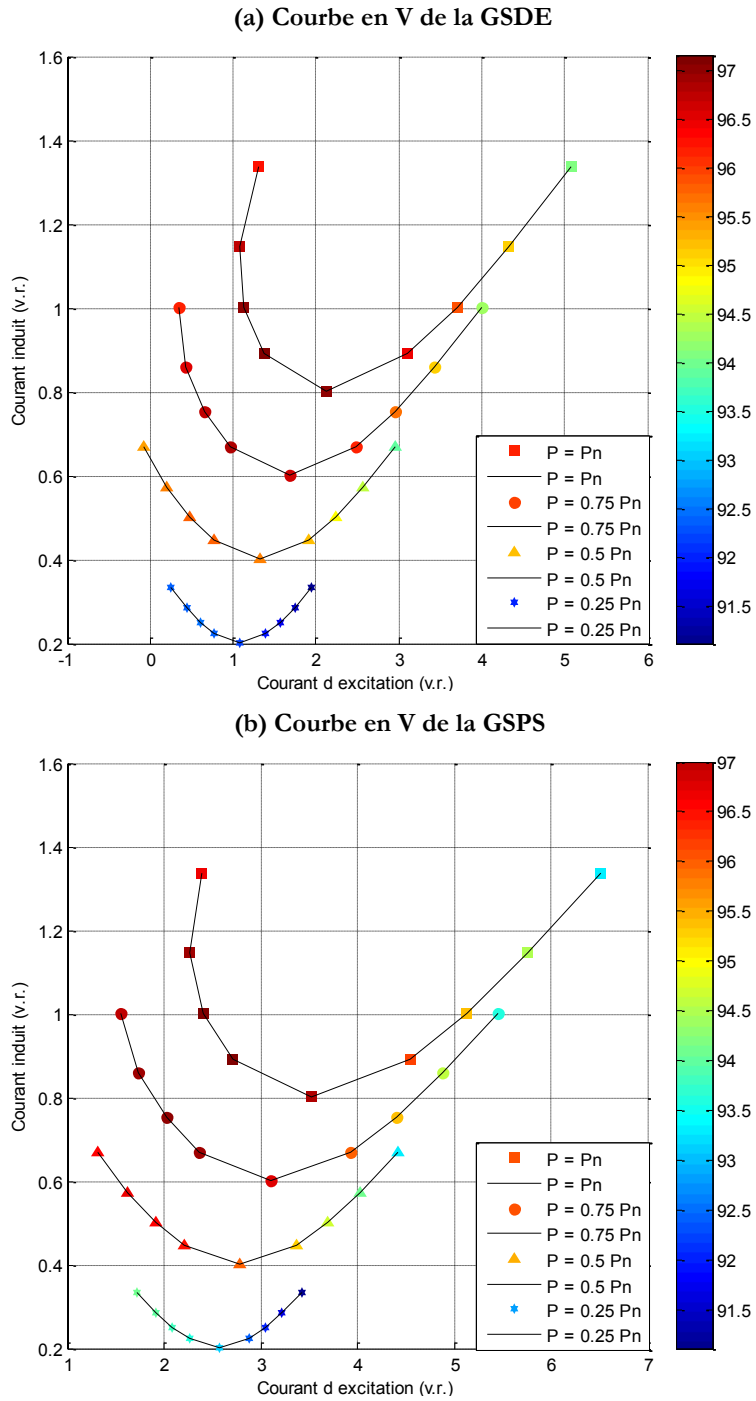 (a) Courbe en V de la GSDE
1.6
1.4
1.2
1
0.8
0.6
0.4
0.2
Courant induit (v.r.)
-1 0 1 2 3 4 5 6
Courant d excitation (v.r.)
P = Pn
P = Pn
P = 0.75 Pn
P = 0.75 Pn
P = 0.5 Pn
P = 0.5 Pn
P = 0.25 Pn
P = 0.25 Pn
97
96.5
96
95.5
95
94.5
94
93.5
93
92.5
92
91.5
(b) Courbe en V de la GSPS
1.6
1.4
1.2
1
0.8
0.6
0.4
0.2
Courant induit (v.r.)
1 2 3 4 5 6 7
Courant d excitation (v.r.)
P = Pn
P = Pn
P = 0.75 Pn
P = 0.75 Pn
P = 0.5 Pn
P = 0.5 Pn
P = 0.25 Pn
P = 0.25 Pn
97
96.5
96
95.5
95
94.5
94
93.5
93
92.5
92
91.5